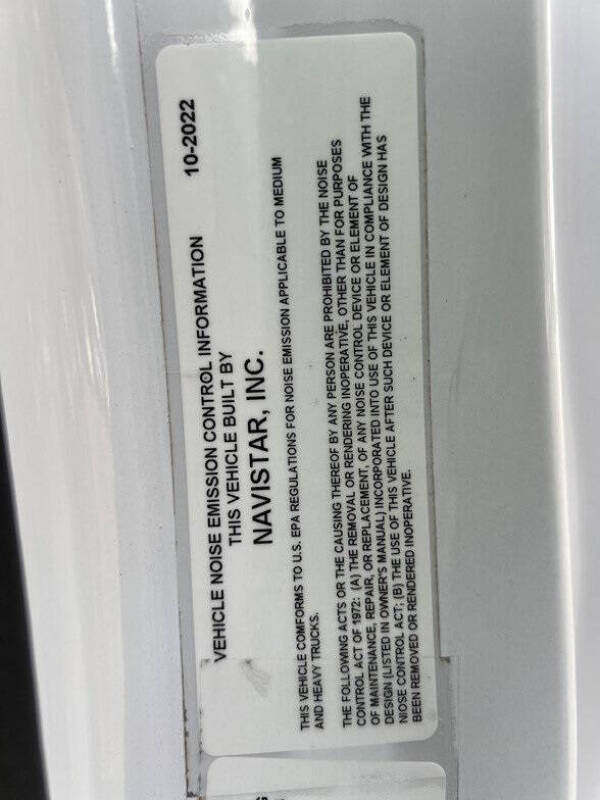 10-2022
VEHICLE NOISE EMISSION CONTROL INFORMATION
THIS VEHICLE BUILT BY
NAVISTAR, INC.
THIS VEHICLE COMFORMS TO U.S. EPA REGULATIONS FOR NOISE EMISSION APPLICABLE TO MEDIUM
AND HEAVY TRUCKS.
THE FOLLOWING ACTS OR THE CAUSING THEREOF BY ANY PERSON ARE PROHIBITED BY THE NOISE
CONTROL ACT OF 1972: (A) THE REMOVAL OR RENDERING INOPERATIVE, OTHER THAN FOR PURPOSES
OF MAINTENANCE, REPAIR, OR REPLACEMENT, OF ANY NOISE CONTROL DEVICE OR ELEMENT OF
DESIGN (LISTED IN OWNER'S MANUAL) INCORPORATED INTO USE OF THIS VEHICLE IN COMPLIANCE WITH THE
NIOSE CONTROL ACT; (B) THE USE OF THIS VEHICLE AFTER SUCH DEVICE OR ELEMENT OF DESIGN HAS
BEEN REMOVED OR RENDERED INOPERATIVE.